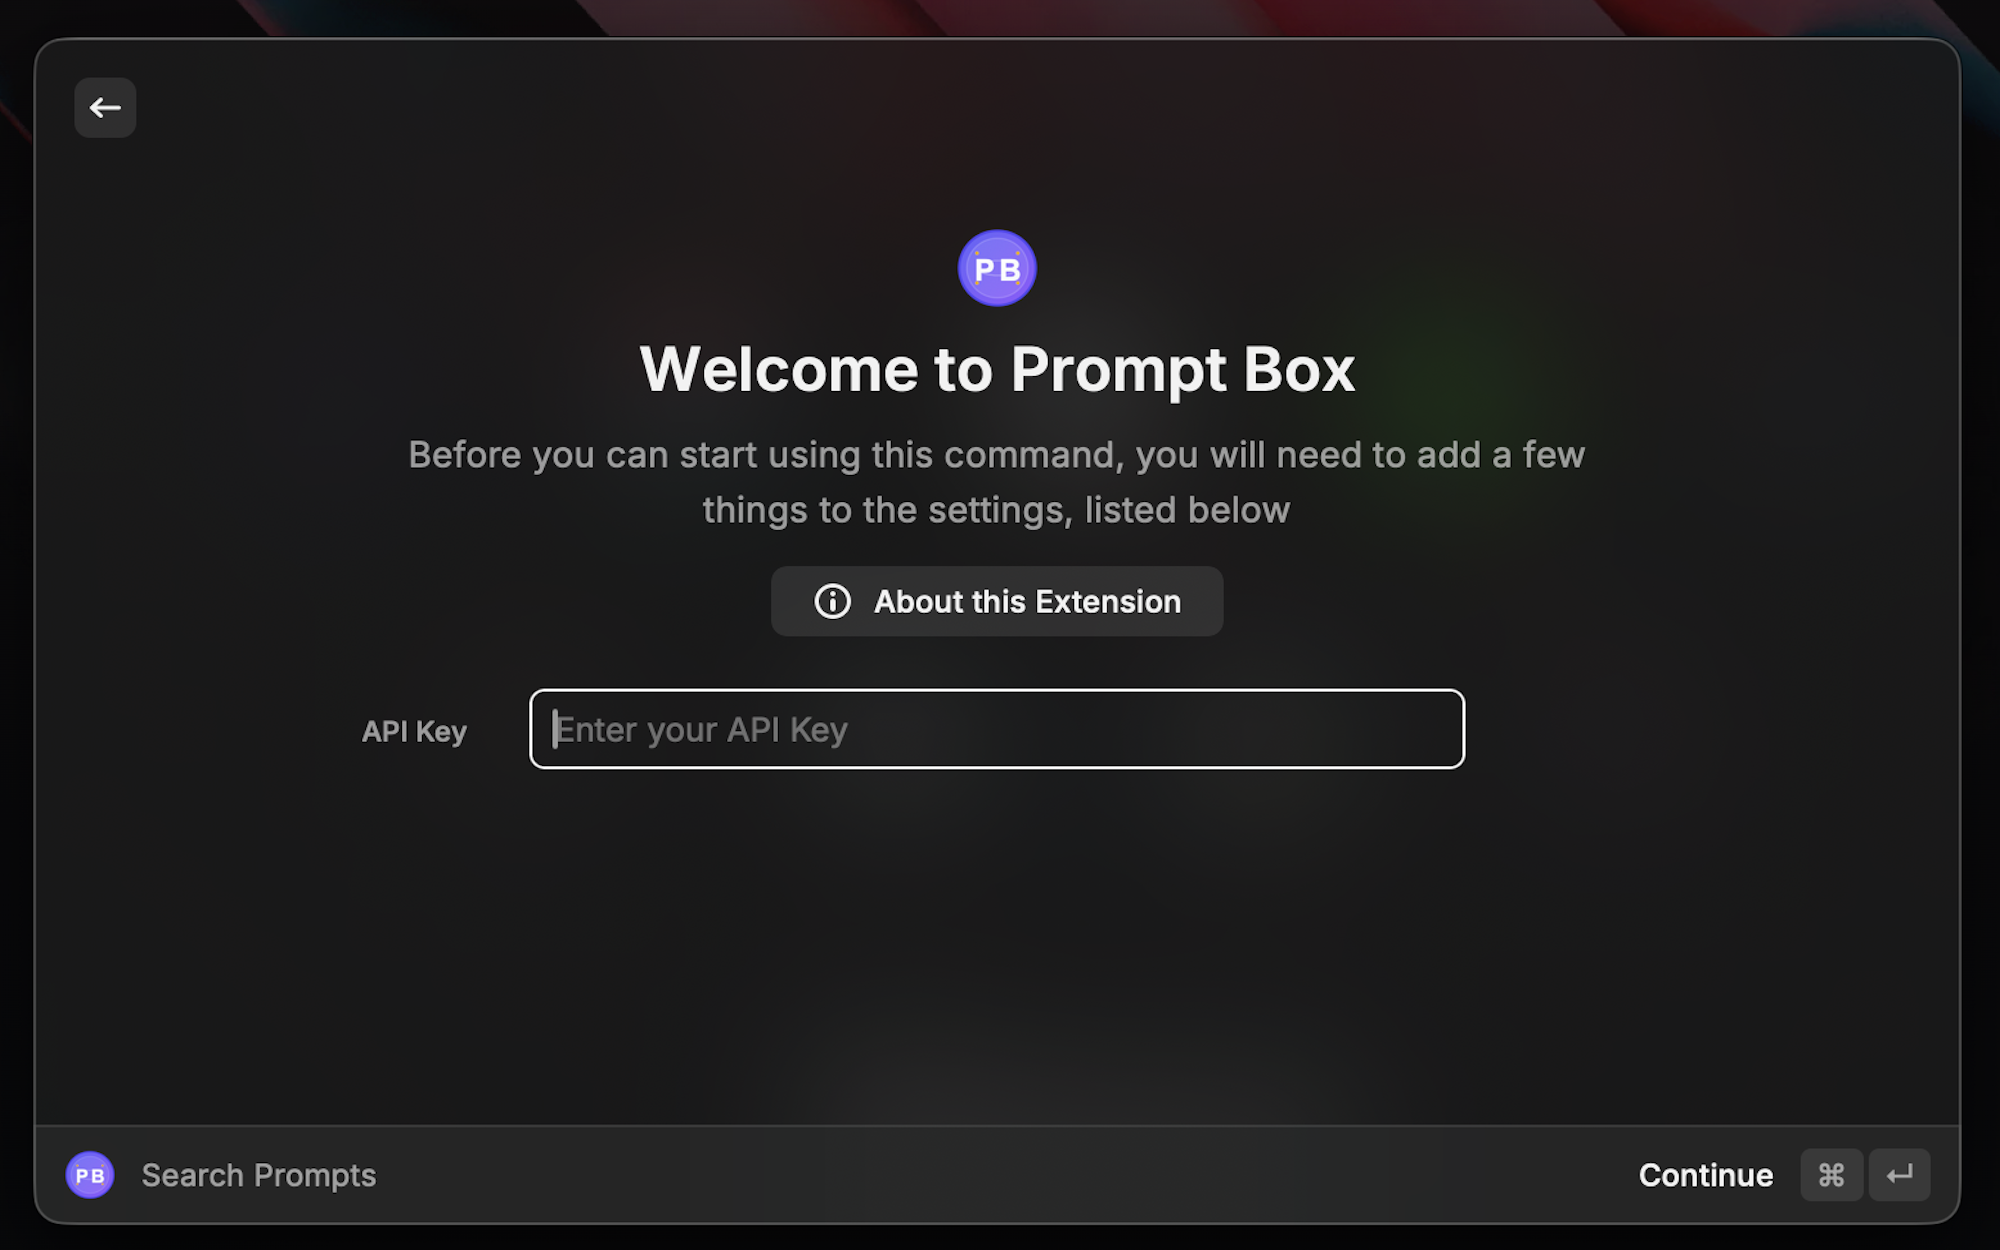 PB
Welcome to Prompt Box
Before you can start using this command, you will need to add a few
things to the settings, listed below
About this Extension
API Key
Enter your API Key
PB
Search Prompts
Continue ⌘ ↵